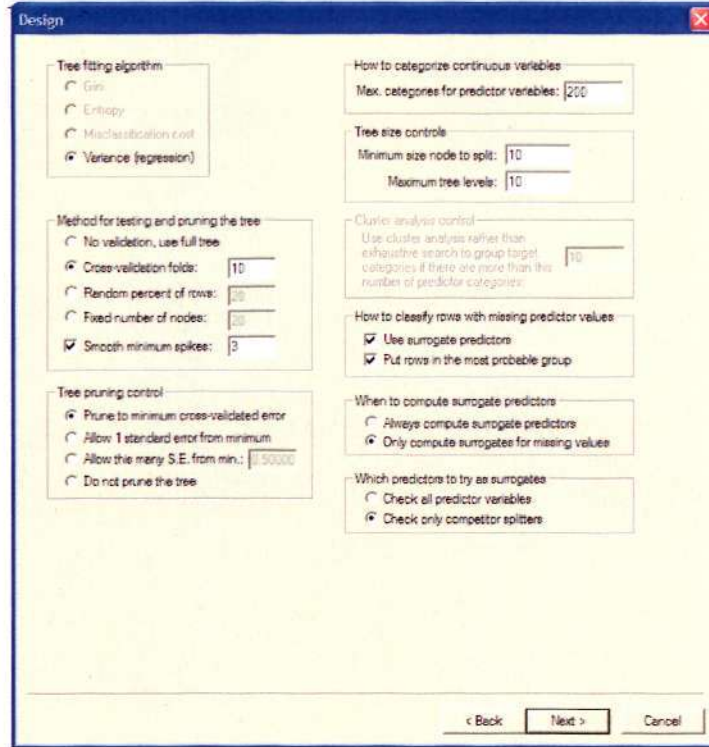 Design
Tree fitting algorithm
Gini
Entropy
Misclassification cost
Variance (regression)
Method for testing and pruning the tree
No validation, use full tree
Cross-validation folds: 10
Random percent of rows: 20
Fixed number of nodes: 20
Smooth minimum spikes: 3
Tree pruning control
Prune to minimum cross-validated error
Allow 1 standard error from minimum
Allow this many S.E. from min.: 0.50000
Do not prune the tree
How to categorize continuous variables
Max. categories for predictor variables: 200
Tree size controls
Minimum size node to split: 10
Maximum tree levels: 10
Cluster analysis control
Use cluster analysis rather than
exhaustive search to group target
categories if there are more than this
number of predictor categories:
10
How to classify rows with missing predictor values
Use surrogate predictors
Put rows in the most probable group
When to compute surrogate predictors
Always compute surrogate predictors
Only compute surrogates for missing values
Which predictors to try as surrogates
Check all predictor variables
Check only competitor splitters
< Back
Next >
Cancel